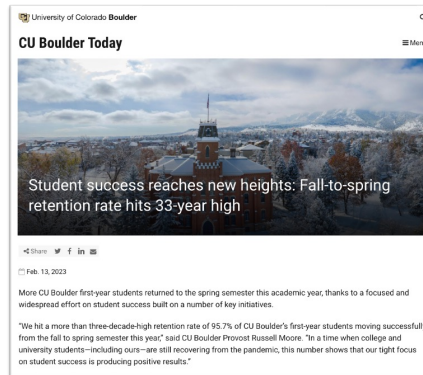 University of Colorado Boulder
CU Boulder Today
Men
Student success reaches new heights: Fall-to-spring
retention rate hits 33-year high
Share
Feb. 13, 2023
More CU Boulder first-year students returned to the spring semester this academic year, thanks to a focused and
widespread effort on student success built on a number of key initiatives.
"We hit a more than three-decade-high retention rate of 95.7% of CU Boulder's first-year students moving successfull
from the fall to spring semester this year," said CU Boulder Provost Russell Moore. "In a time when college and
university students—including ours—are still recovering from the pandemic, this number shows that our tight focus
on student success is producing positive results."